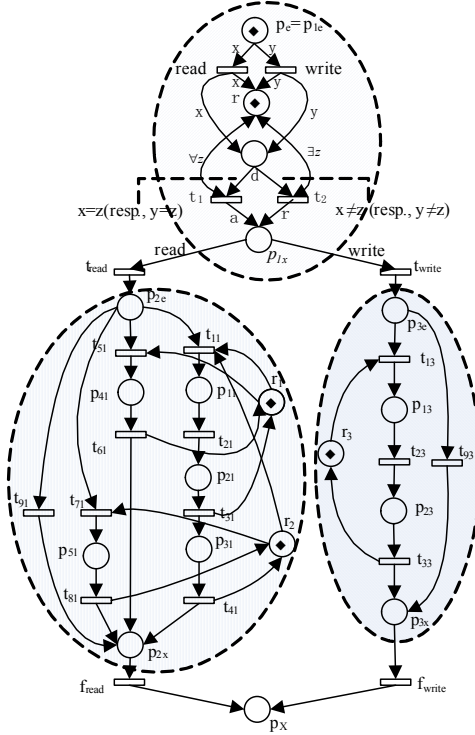 pe=p1e
x y
read write
x y
r
x y
∀z ∃z
d
t1 t2
x=z(resp., y=z) a r x≠z (resp., y≠z)
read p1x write
tread twrite
p2e p3e
t51 t11 t13
r1
p41 p11 p13
t61 t21 r3 t23 t93
p21
t91 t71 t31 p23
r2
p51 p31
t33
t81 t41
p2x p3x
fread fwrite
pX